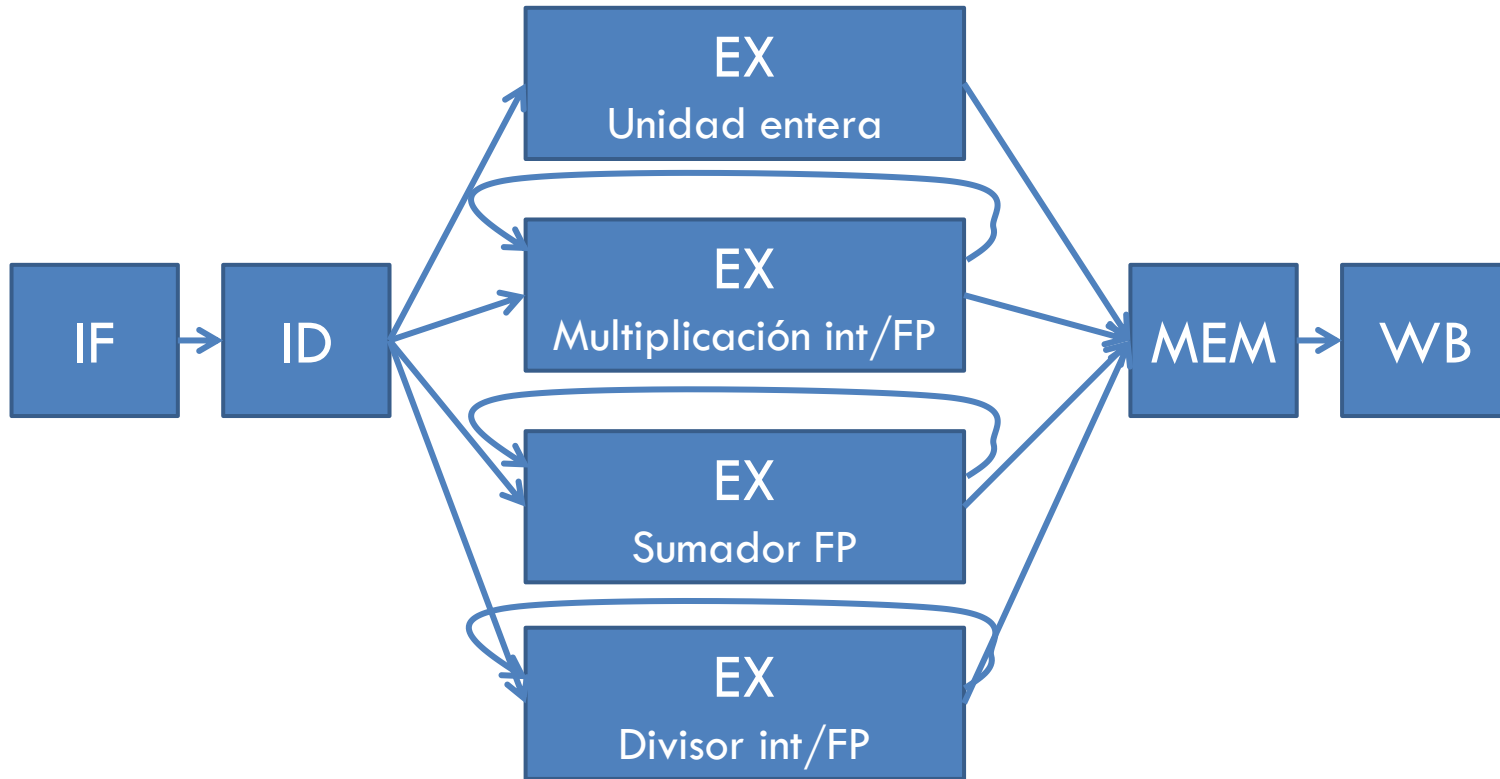 IF
ID
EX
Unidad entera
EX
Multiplicación int/FP
EX
Sumador FP
EX
Divisor int/FP
MEM
WB